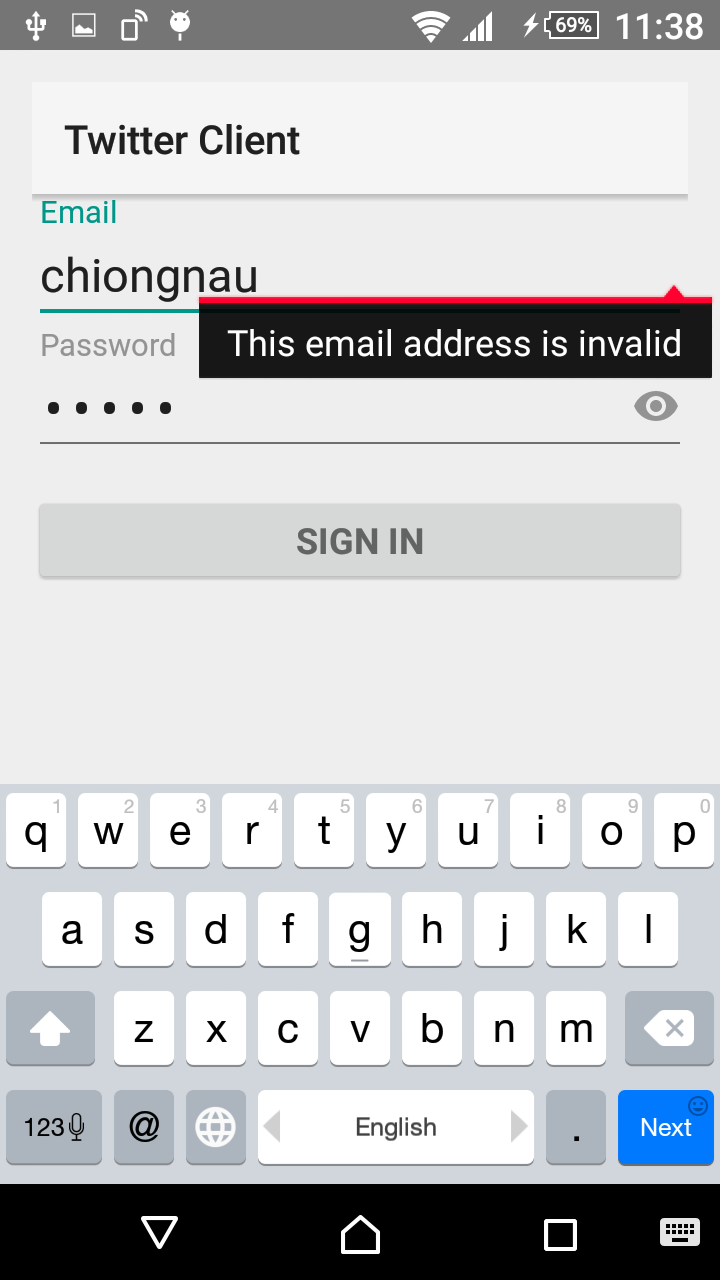 69% 11:38
Twitter Client
Email
chiongnau
This email address is invalid
Password
•••••
SIGN IN
1 2 3 4 5 6 7 8 9 0
q w e r t y u i o p
a s d f g h j k l
z x c v b n m
123 @ English . Next